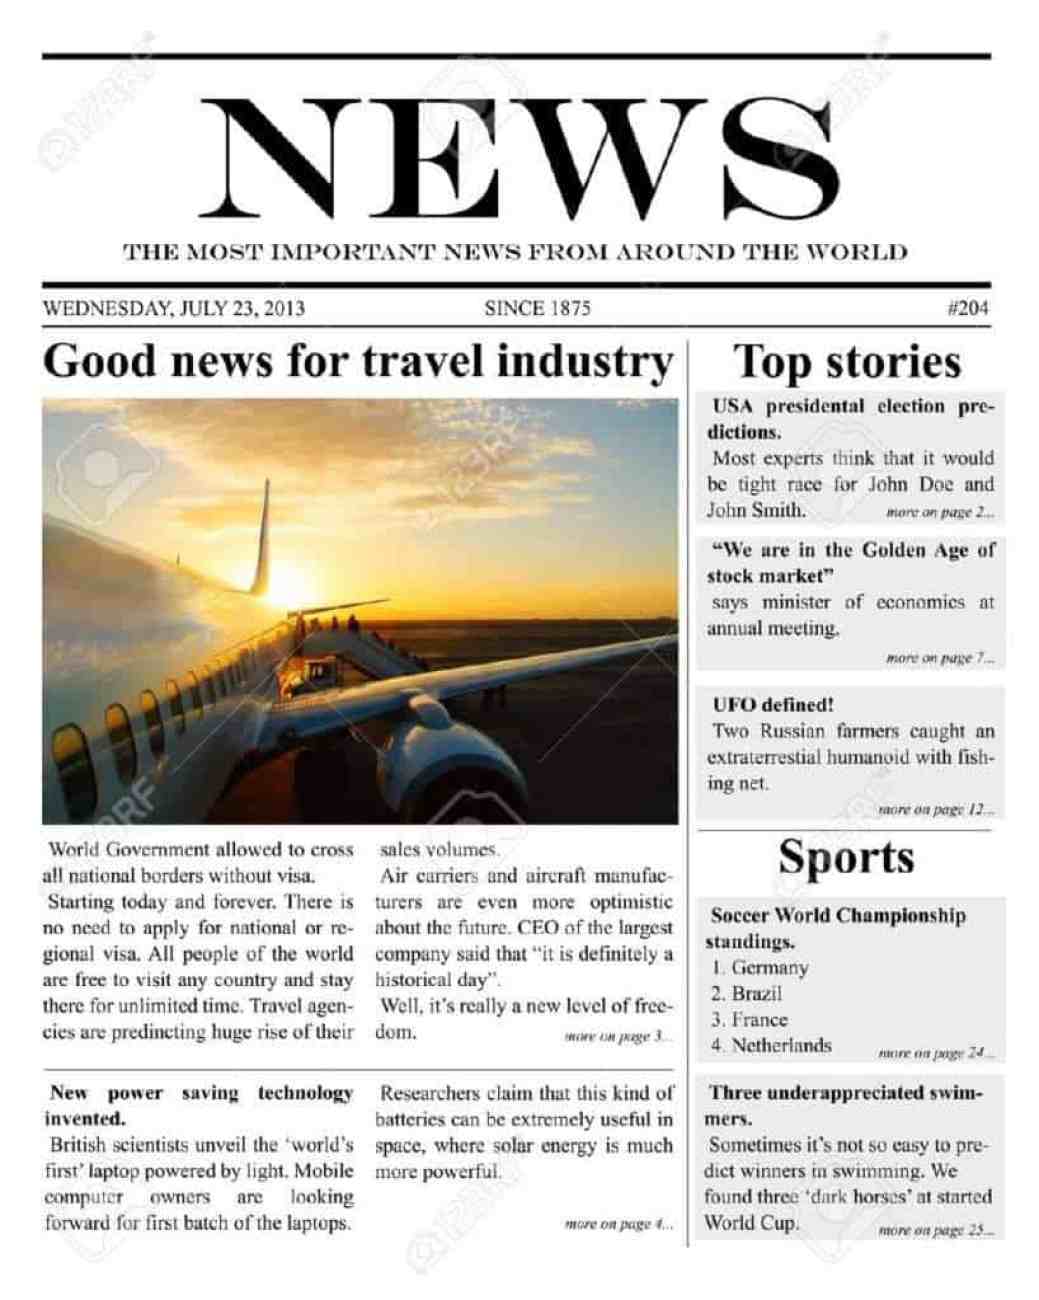 NEWS
THE MOST IMPORTANT NEWS FROM AROUND THE WORLD
WEDNESDAY, JULY 23, 2013 SINCE 1875 #204
Good news for travel industry
World Government allowed to cross
all national borders without visa.
Starting today and forever. There is
no need to apply for national or re-
gional visa. All people of the world
are free to visit any country and stay
there for unlimited time. Travel agen-
cies are predincting huge rise of their
sales volumes.
Air carriers and aircraft manufac-
turers are even more optimistic
about the future. CEO of the largest
company said that "it is definitely a
historical day".
Well, it's really a new level of free-
dom. more on page 3...
New power saving technology
invented.
British scientists unveil the 'world's
first' laptop powered by light. Mobile
computer owners are looking
forward for first batch of the laptops.
Researchers claim that this kind of
batteries can be extremely useful in
space, where solar energy is much
more powerful.
more on page 4...
Top stories
USA presidental election pre-
dictions.
Most experts think that it would
be tight race for John Doe and
John Smith. more on page 2...
“We are in the Golden Age of
stock market”
says minister of economics at
annual meeting.
more on page 7...
UFO defined!
Two Russian farmers caught an
extraterrestial humanoid with fish-
ing net.
more on page 12...
Sports
Soccer World Championship
standings.
1. Germany
2. Brazil
3. France
4. Netherlands more on page 24...
Three underappreciated swim-
mers.
Sometimes it's not so easy to pre-
dict winners in swimming. We
found three 'dark horses' at started
World Cup. more on page 25...
123RF